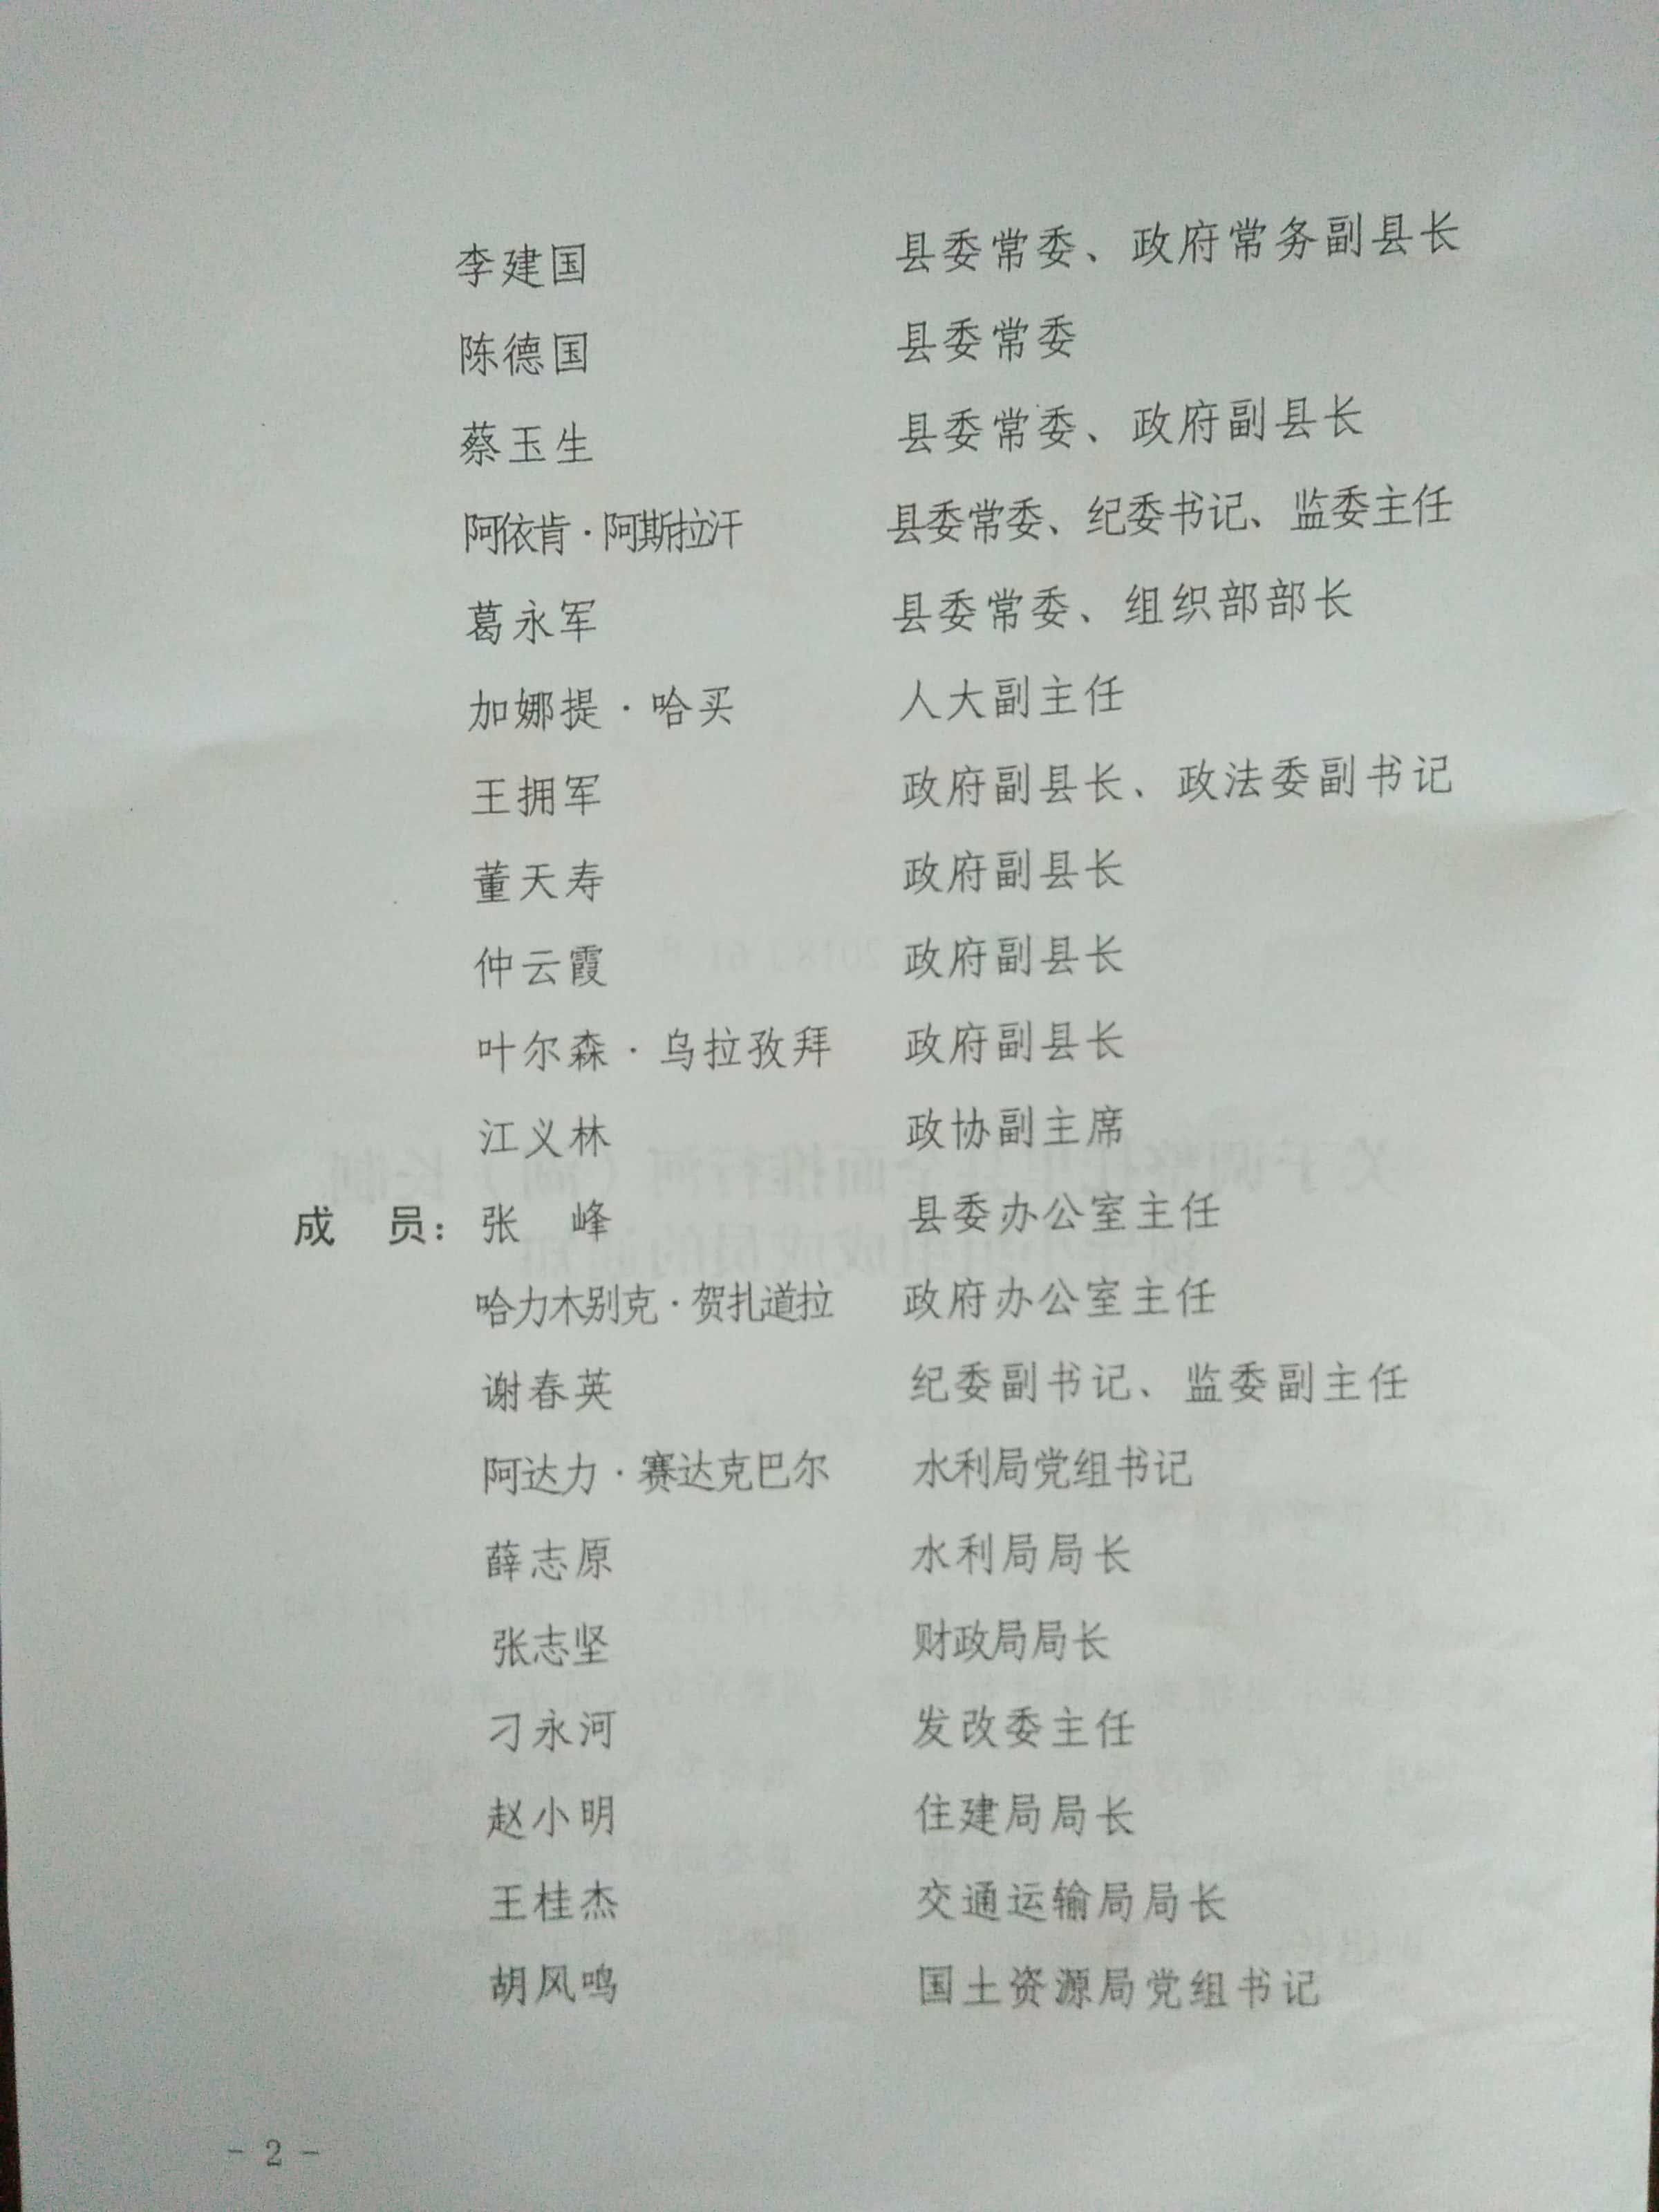 李建国 县委常委、政府常务副县长
陈德国 县委常委
蔡玉生 县委常委、政府副县长
阿依肯·阿斯拉汗 县委常委、纪委书记、监委主任
葛永军 县委常委、组织部部长
加娜提·哈买 人大副主任
王拥军 政府副县长、政法委副书记
董天寿 政府副县长
仲云霞 政府副县长
叶尔森·乌拉孜拜 政府副县长
江义林 政协副主席
成 员：张 峰 县委办公室主任
哈力木别克·贺扎道拉 政府办公室主任
谢春英 纪委副书记、监委副主任
阿达力·赛达克巴尔 水利局党组书记
薛志原 水利局局长
张志坚 财政局局长
刁永河 发改委主任
赵小明 住建局局长
王桂杰 交通运输局局长
胡风鸣 国土资源局党组书记
- 2 -